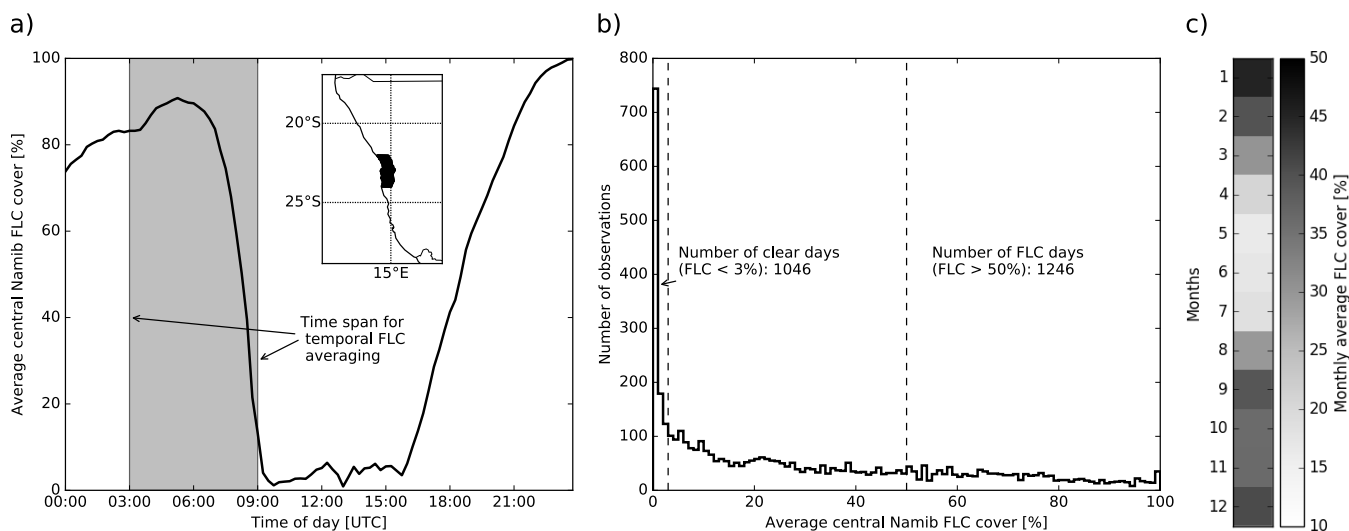 a)
Average central Namib FLC cover [%]
100
80
60
40
20
0
00:00 03:00 06:00 09:00 12:00 15:00 18:00 21:00
Time of day [UTC]
20°S
25°S
15°E
Time span for
temporal FLC
averaging
b)
Number of observations
800
700
600
500
400
300
200
100
0
0 20 40 60 80 100
Average central Namib FLC cover [%]
Number of clear days
(FLC < 3%): 1046
Number of FLC days
(FLC > 50%): 1246
c)
Months
1
2
3
4
5
6
7
8
9
10
11
12
50
45
40
35
30
25
20
15
10
Monthly average FLC cover [%]